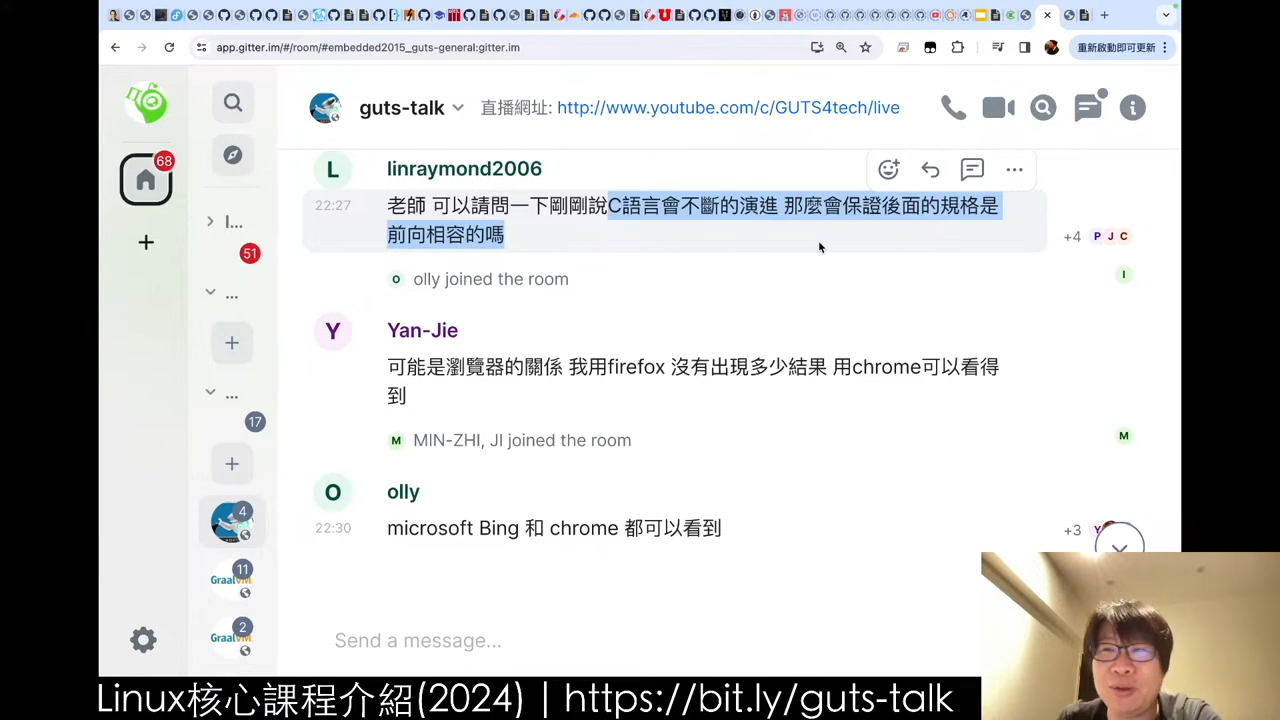 app.gitter.im/#/room/#embedded2015_guts-general:gitter.im
重新啟動即可更新
guts-talk
直播網址: http://www.youtube.com/c/GUTS4tech/live
68
L
linraymond2006
22:27
老師 可以請問一下剛剛說C語言會不斷的演進 那麼會保證後面的規格是
前向相容的嗎
+4 P J C
I...
51
O olly joined the room
I
...
Y
Yan-Jie
可能是瀏覽器的關係 我用firefox 沒有出現多少結果 用chrome可以看得
到
...
17
M MIN-ZHI, JI joined the room
M
O
olly
4
22:30
microsoft Bing 和 chrome 都可以看到
+3 Y
11
GraalVM
2
GraalVM
Send a message...
Linux核心課程介紹(2024) | https://bit.ly/guts-talk